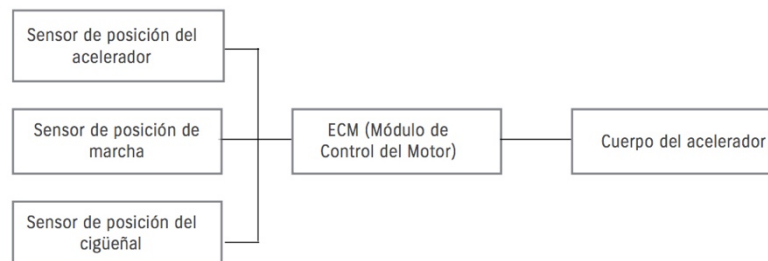 Sensor de posición del
acelerador
Sensor de posición de
marcha
Sensor de posición del
cigüeñal
ECM (Módulo de
Control del Motor)
Cuerpo del acelerador